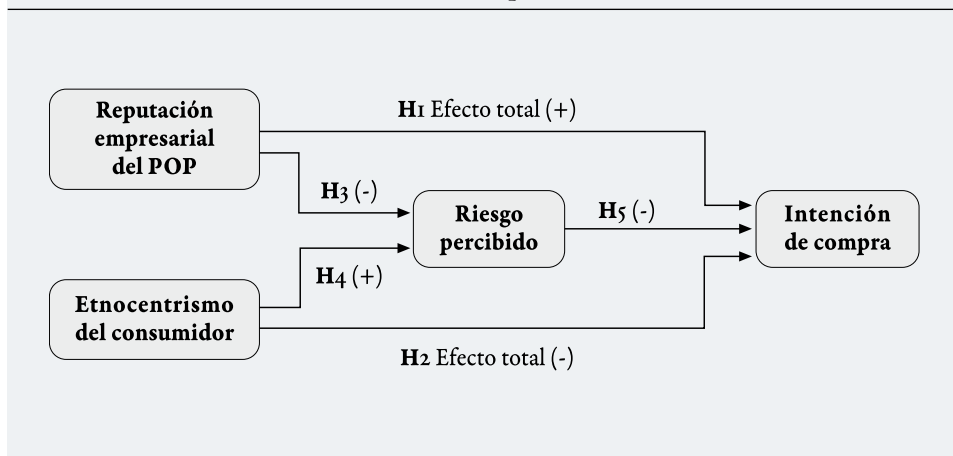 Reputación
empresarial
del POP
H1 Efecto total (+)
H3 (-)
Riesgo
percibido
H5 (-)
Intención
de compra
H4 (+)
Etnocentrismo
del consumidor
H2 Efecto total (-)